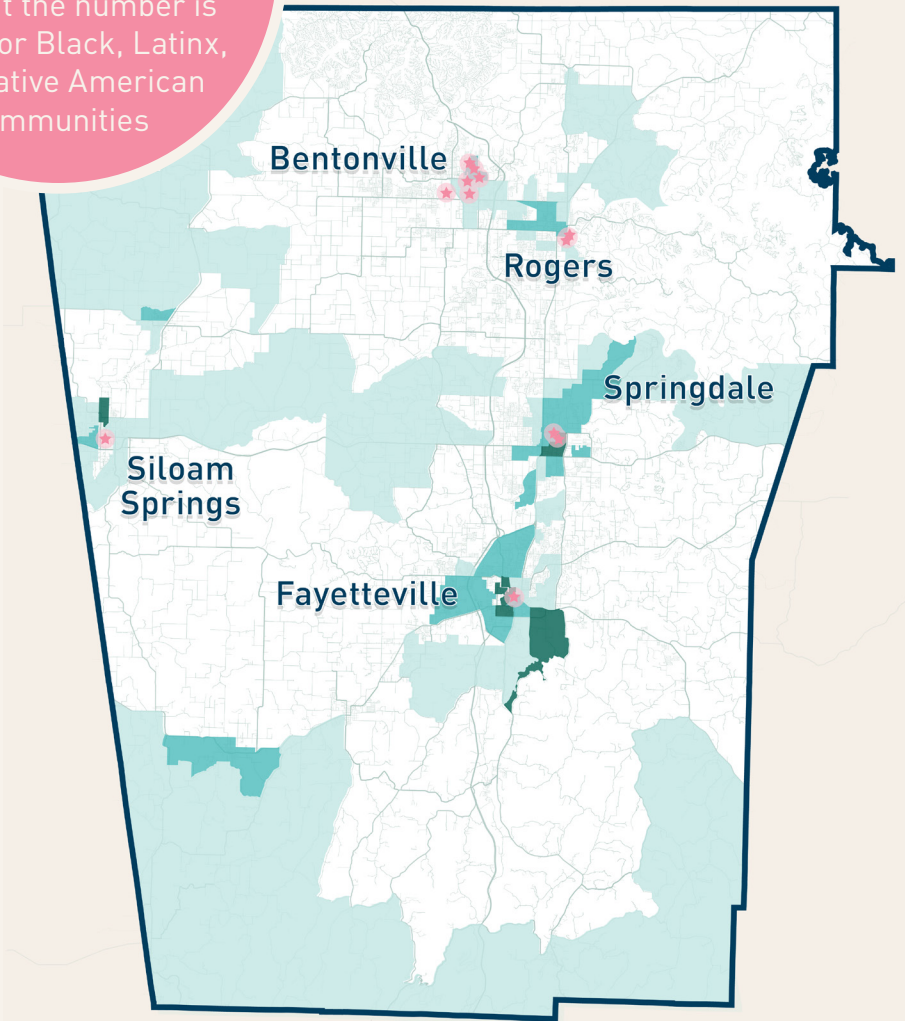 the number is
or Black, Latinx,
ative American
mmunities
Bentonville
Rogers
Springdale
Siloam
Springs
Fayetteville